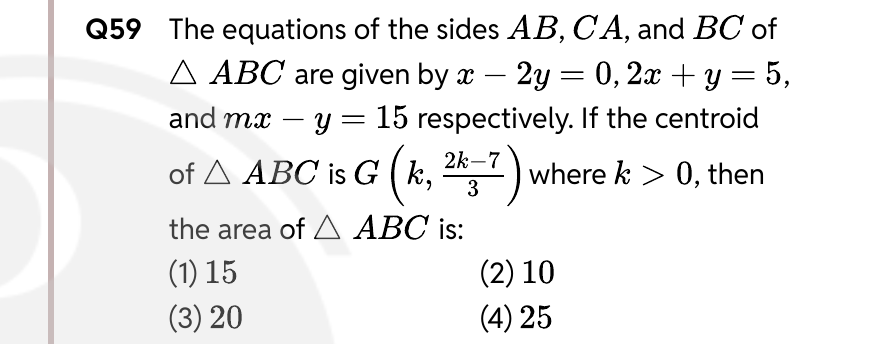 Q59 The equations of the sides AB, CA, and BC of
△ ABC are given by x − 2y = 0, 2x + y = 5,
and mx − y = 15 respectively. If the centroid
of △ ABC is G (k, \frac{2k−7}{3}) where k > 0, then
the area of △ ABC is:
(1) 15 (2) 10
(3) 20 (4) 25